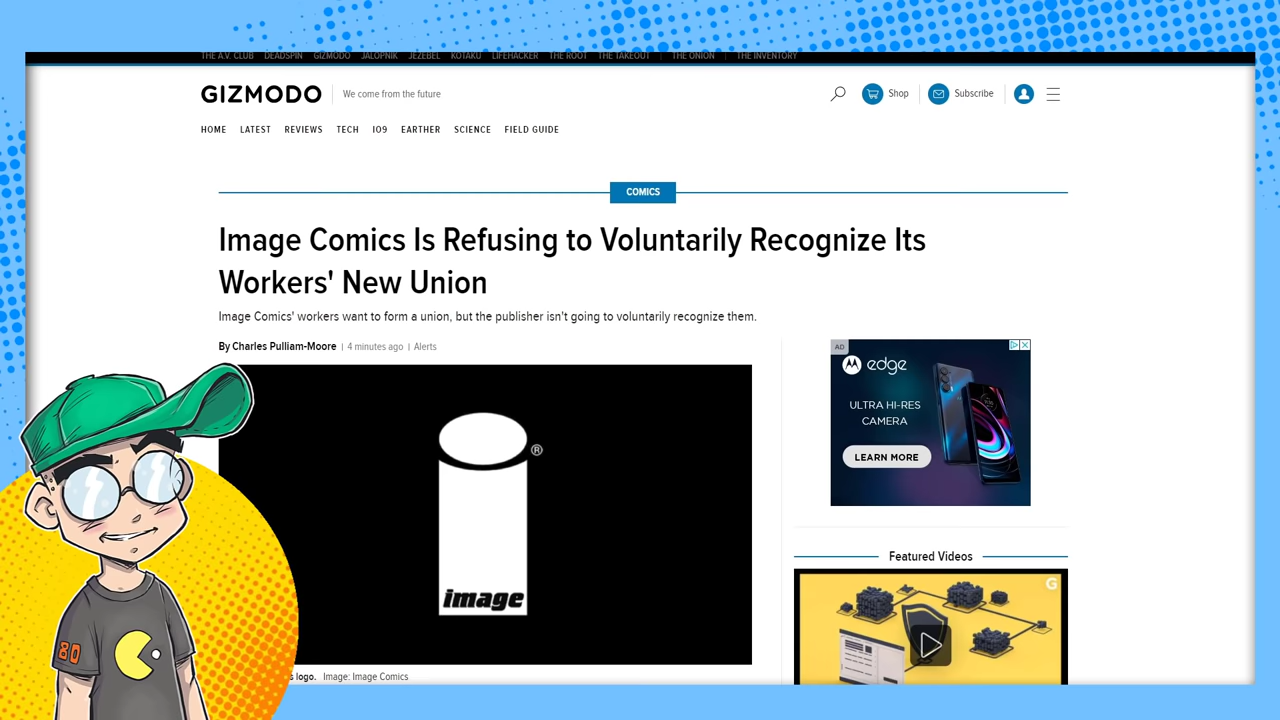 THE A.V. CLUB DEADSPIN GIZMODO JALOPNIK JEZEBEL KOTAKU LIFEHACKER THE ROOT THE TAKEOUT THE ONION THE INVENTORY
GIZMODO We come from the future Shop Subscribe
HOME LATEST REVIEWS TECH IO9 EARTHER SCIENCE FIELD GUIDE
COMICS
Image Comics Is Refusing to Voluntarily Recognize Its
Workers' New Union
Image Comics' workers want to form a union, but the publisher isn't going to voluntarily recognize them.
By Charles Pulliam-Moore | 4 minutes ago | Alerts
AD
edge
ULTRA HI-RES
CAMERA
LEARN MORE
®
image
Featured Videos
G
80
logo. Image: Image Comics